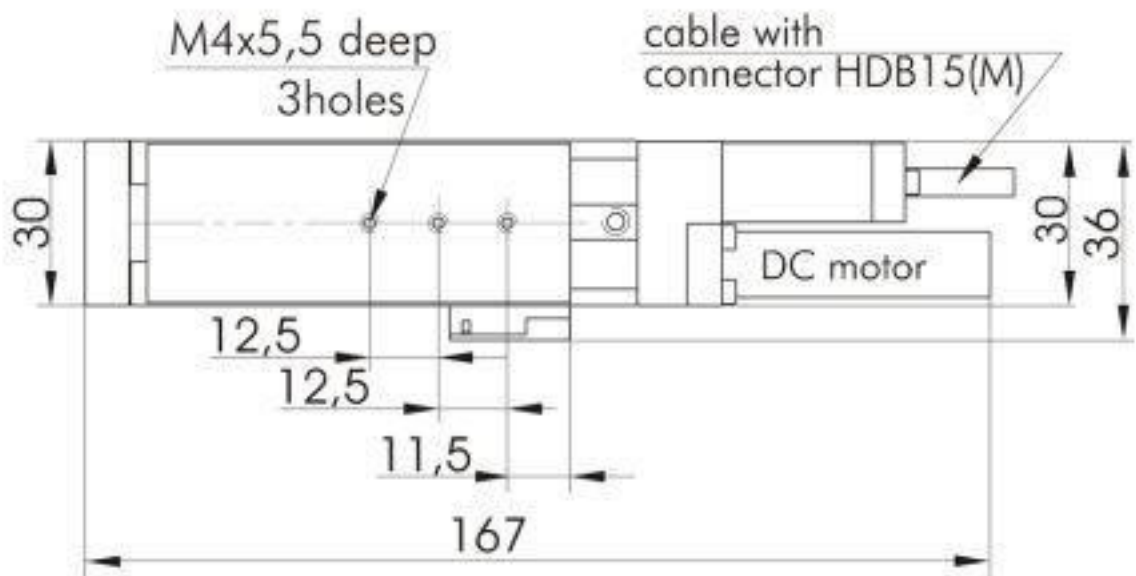 M4x5,5 deep
3holes
cable with
connector HDB15(M)
30
30
36
DC motor
12,5
12,5
11,5
167